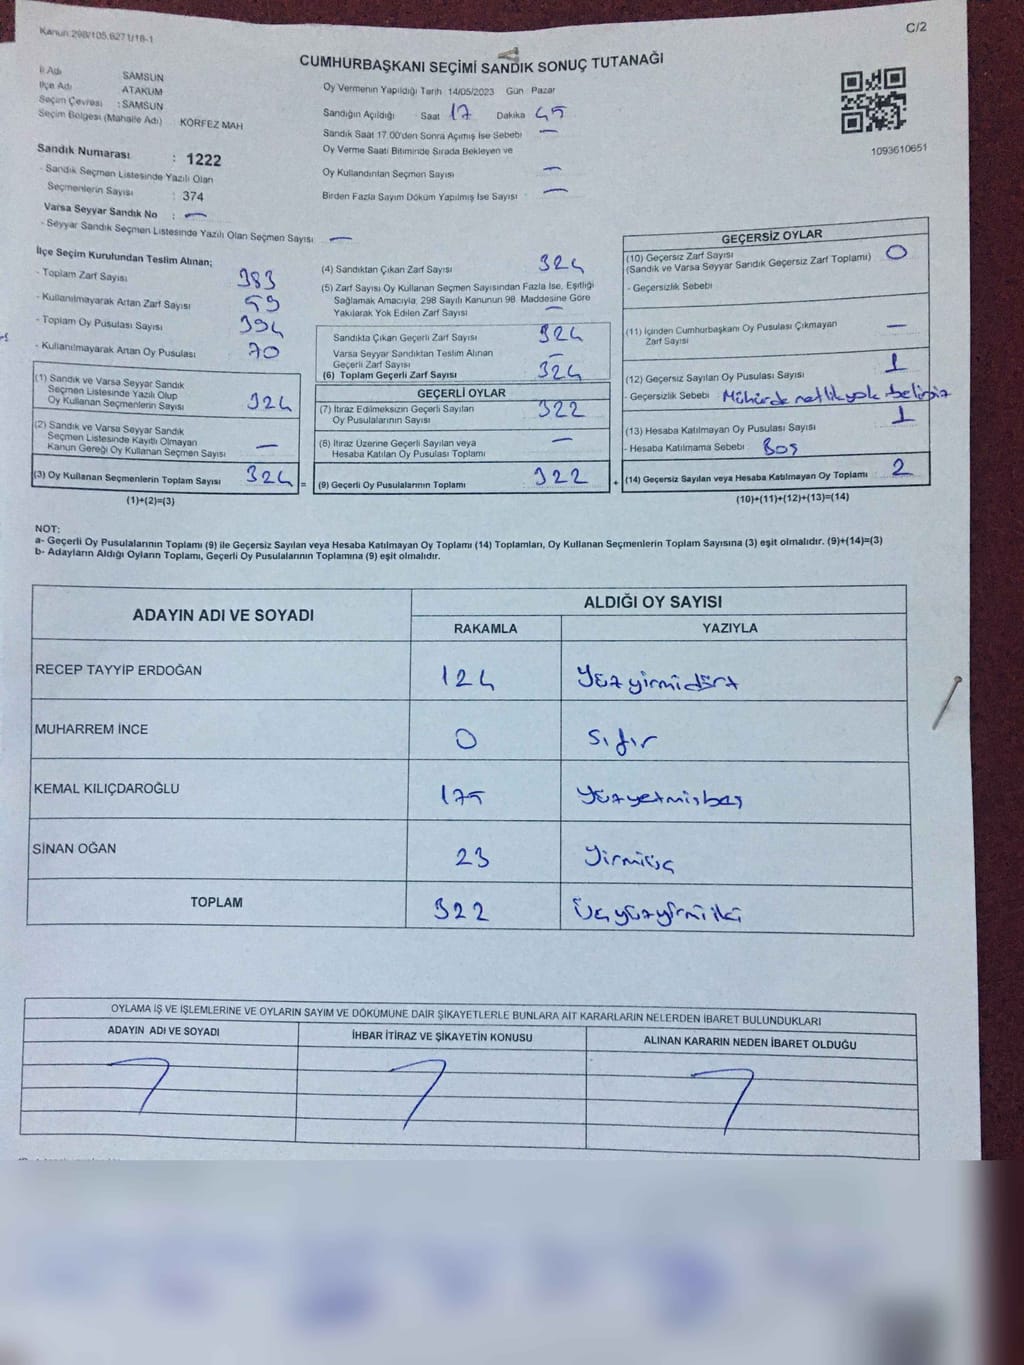 Kanun:298/105,6271/18-1
C/2
CUMHURBAŞKANI SEÇİMİ SANDIK SONUÇ TUTANAĞI
İl Adı SAMSUN
İlçe Adı ATAKUM
Seçim Çevresi : SAMSUN
Seçim Bölgesi (Mahalle Adı) : KÖRFEZ MAH
Sandık Numarası : 1222
- Sandık Seçmen Listesinde Yazılı Olan
Seçmenlerin Sayısı : 374
Varsa Seyyar Sandık No : —
- Seyyar Sandık Seçmen Listesinde Yazılı Olan Seçmen Sayısı —
Oy Vermenin Yapıldığı Tarih : 14/05/2023 Gün : Pazar
Sandığın Açıldığı : Saat 17 Dakika 45
Sandık Saat 17:00'den Sonra Açımış İse Sebebi —
Oy Verme Saati Bitiminde Sırada Bekleyen ve
Oy Kullandırılan Seçmen Sayısı —
Birden Fazla Sayım Döküm Yapılmış İse Sayısı —
1093610651
İlçe Seçim Kurulundan Teslim Alınan;
- Toplam Zarf Sayısı 383
- Kullanılmayarak Artan Zarf Sayısı 59
- Toplam Oy Pusulası Sayısı 394
- Kullanılmayarak Artan Oy Pusulası 70
(1) Sandık ve Varsa Seyyar Sandık
Seçmen Listesinde Yazılı Olup
Oy Kullanan Seçmenlerin Sayısı 324
(2) Sandık ve Varsa Seyyar Sandık
Seçmen Listesinde Kayıtlı Olmayan
Kanun Gereği Oy Kullanan Seçmen Sayısı —
(3) Oy Kullanan Seçmenlerin Toplam Sayısı 324
(1)+(2)=(3)
=
(4) Sandıktan Çıkan Zarf Sayısı 324
(5) Zarf Sayısı Oy Kullanan Seçmen Sayısından Fazla İse, Eşitliği
Sağlamak Amacıyla; 298 Sayılı Kanunun 98. Maddesine Göre
Yakılarak Yok Edilen Zarf Sayısı —
Sandıkta Çıkan Geçerli Zarf Sayısı 324
Varsa Seyyar Sandıktan Teslim Alınan
Geçerli Zarf Sayısı —
(6) Toplam Geçerli Zarf Sayısı 324
GEÇERLİ OYLAR
(7) İtiraz Edilmeksizin Geçerli Sayılan
Oy Pusulalarının Sayısı 322
(8) İtiraz Üzerine Geçerli Sayılan veya
Hesaba Katılan Oy Pusulası Toplamı —
(9) Geçerli Oy Pusulalarının Toplamı 322
+
GEÇERSİZ OYLAR
(10) Geçersiz Zarf Sayısı 0
(Sandık ve Varsa Seyyar Sandık Geçersiz Zarf Toplamı)
- Geçersizlik Sebebi
(11) İçinden Cumhurbaşkanı Oy Pusulası Çıkmayan
Zarf Sayısı —
(12) Geçersiz Sayılan Oy Pusulası Sayısı 1
- Geçersizlik Sebebi Mühürde netlik yok belirsiz
(13) Hesaba Katılmayan Oy Pusulası Sayısı 1
- Hesaba Katılmama Sebebi Boş
(14) Geçersiz Sayılan veya Hesaba Katılmayan Oy Toplamı 2
(10)+(11)+(12)+(13)=(14)
NOT:
a- Geçerli Oy Pusulalarının Toplamı (9) ile Geçersiz Sayılan veya Hesaba Katılmayan Oy Toplamı (14) Toplamları, Oy Kullanan Seçmenlerin Toplam Sayısına (3) eşit olmalıdır. (9)+(14)=(3)
b- Adayların Aldığı Oyların Toplamı, Geçerli Oy Pusulalarının Toplamına (9) eşit olmalıdır.
ADAYIN ADI VE SOYADI
ALDIĞI OY SAYISI
RAKAMLA YAZIYLA
RECEP TAYYİP ERDOĞAN 124 Yüzyirmidört
MUHARREM İNCE 0 Sıfır
KEMAL KILIÇDAROĞLU 175 Yüzyetmişbeş
SİNAN OĞAN 23 Yirmiüç
TOPLAM 322 Üçyüzyirmiiki
OYLAMA İŞ VE İŞLEMLERİNE VE OYLARIN SAYIM VE DÖKÜMÜNE DAİR ŞİKAYETLERLE BUNLARA AİT KARARLARIN NELERDEN İBARET BULUNDUKLARI
ADAYIN ADI VE SOYADI İHBAR İTİRAZ VE ŞİKAYETİN KONUSU ALINAN KARARIN NEDEN İBARET OLDUĞU